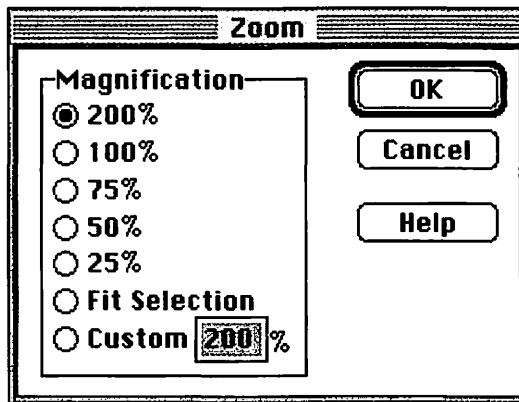 Zoom
Magnification
200%
100%
75%
50%
25%
Fit Selection
Custom 200 %
OK
Cancel
Help